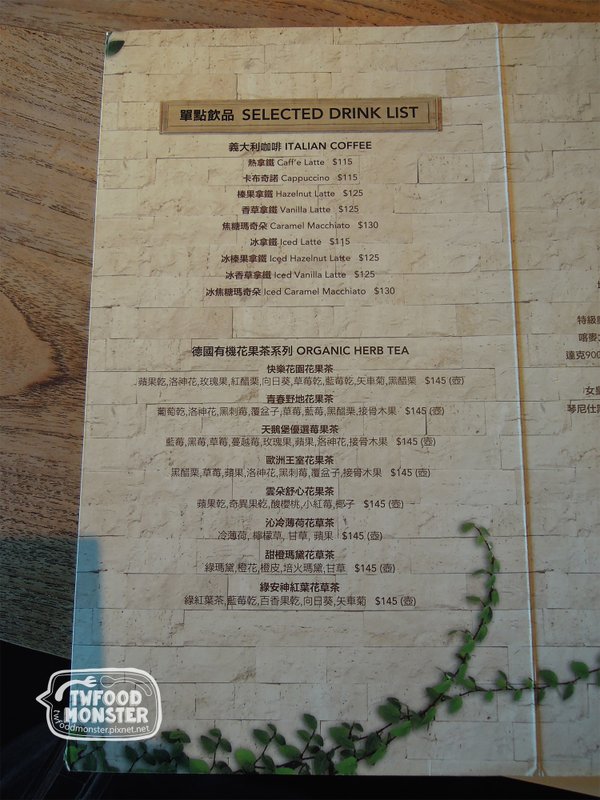 單點飲品 SELECTED DRINK LIST
義大利咖啡 ITALIAN COFFEE
熱拿鐵 Caff'e Latte $115
卡布奇諾 Cappuccino $115
榛果拿鐵 Hazelnut Latte $125
香草拿鐵 Vanilla Latte $125
焦糖瑪奇朵 Caramel Macchiato $130
冰拿鐵 Iced Latte $115
冰榛果拿鐵 Iced Hazelnut Latte $125
冰香草拿鐵 Iced Vanilla Latte $125
冰焦糖瑪奇朵 Iced Caramel Macchiato $130
德國有機花果茶系列 ORGANIC HERB TEA
快樂花園花果茶
蘋果乾,洛神花,玫瑰果,紅醋栗,向日葵,草莓乾,藍莓乾,矢車菊,黑醋栗 $145 (壺)
青春野地花果茶
葡萄乾,洛神花,黑刺莓,覆盆子,草莓,藍莓,黑醋栗,接骨木果 $145 (壺)
天鵝堡優選莓果茶
藍莓,黑莓,草莓,蔓越莓,玫瑰果,蘋果,洛神花,接骨木果 $145 (壺)
歐洲王室花果茶
黑醋栗,草莓,蘋果,洛神花,黑刺莓,覆盆子,接骨木果 $145 (壺)
雲朵舒心花果茶
蘋果乾,奇異果乾,酸櫻桃,小紅莓,椰子 $145 (壺)
沁冷薄荷花草茶
冷薄荷, 檸檬草, 甘草, 蘋果 $145 (壺)
甜橙瑪黛花草茶
綠瑪黛,橙花,橙皮,焙火瑪黛,甘草 $145 (壺)
綠安神紅葉花草茶
綠紅葉茶,藍莓乾,百香果乾,向日葵,矢車菊 $145 (壺)
特級
喀麥
達克900
女皇
琴尼仕
TWFOOD
MONSTER
twfoodmonster.pixnet.net